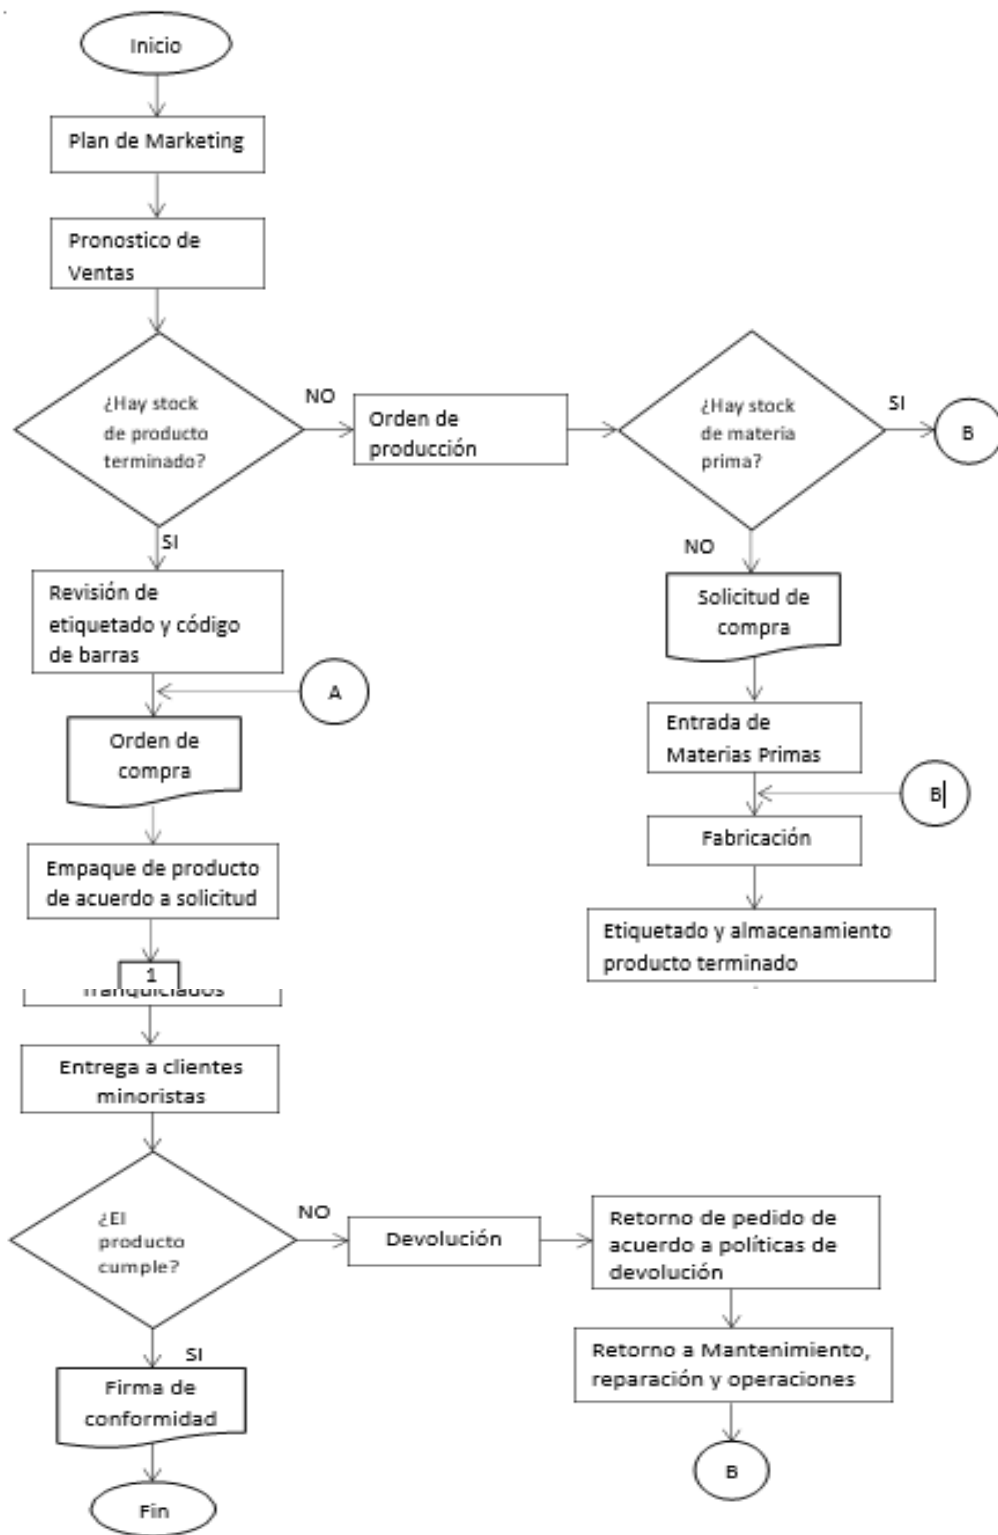 Inicio
Plan de Marketing
Pronostico de
Ventas
¿Hay stock
de producto
terminado?
NO
Orden de
producción
¿Hay stock
de materia
prima?
SI
B
SI
NO
Revisión de
etiquetado y código
de barras
A
Orden de
compra
Empaque de producto
de acuerdo a solicitud
1
Solicitud de
compra
Entrada de
Materias Primas
B
Fabricación
Etiquetado y almacenamiento
producto terminado
Entrega a clientes
minoristas
¿El
producto
cumple?
NO
Devolución
Retorno de pedido de
acuerdo a políticas de
devolución
Retorno a Mantenimiento,
reparación y operaciones
B
SI
Firma de
conformidad
Fin